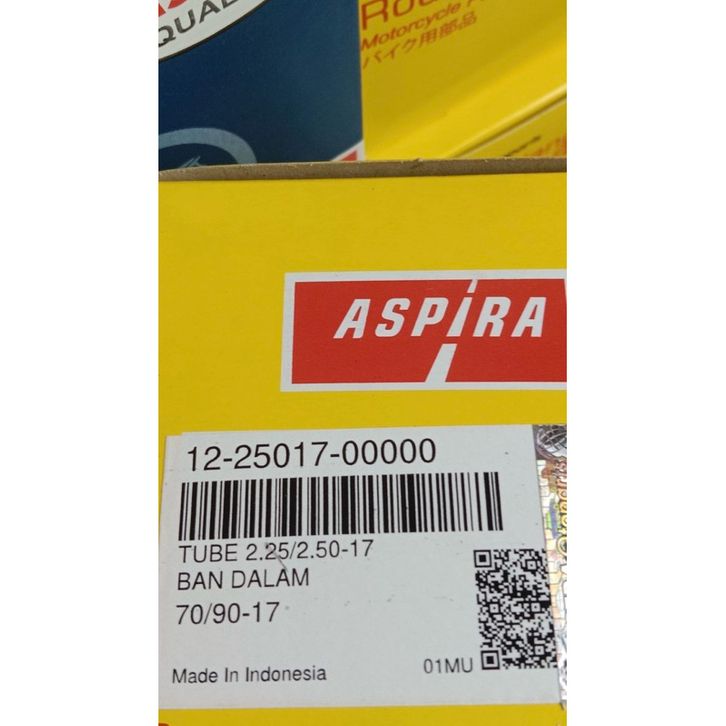 QUAL
Motorcycle
バイク用部品
ASPIRA
12-25017-00000
TUBE 2.25/2.50-17
BAN DALAM
70/90-17
Made In Indonesia
01MU